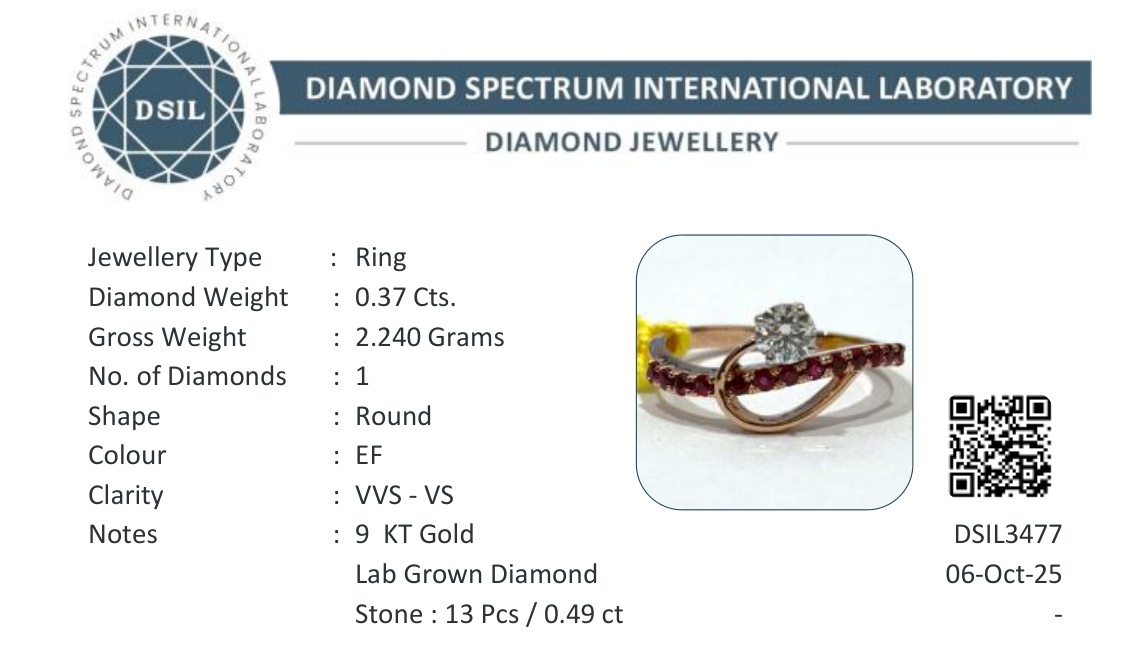 DIAMOND SPECTRUM INTERNATIONAL LABORATORY
DSIL
DIAMOND SPECTRUM INTERNATIONAL LABORATORY
DIAMOND JEWELLERY
Jewellery Type : Ring
Diamond Weight : 0.37 Cts.
Gross Weight : 2.240 Grams
No. of Diamonds : 1
Shape : Round
Colour : EF
Clarity : VVS - VS
Notes : 9 KT Gold
Lab Grown Diamond
Stone : 13 Pcs / 0.49 ct
DSIL3477
06-Oct-25
-